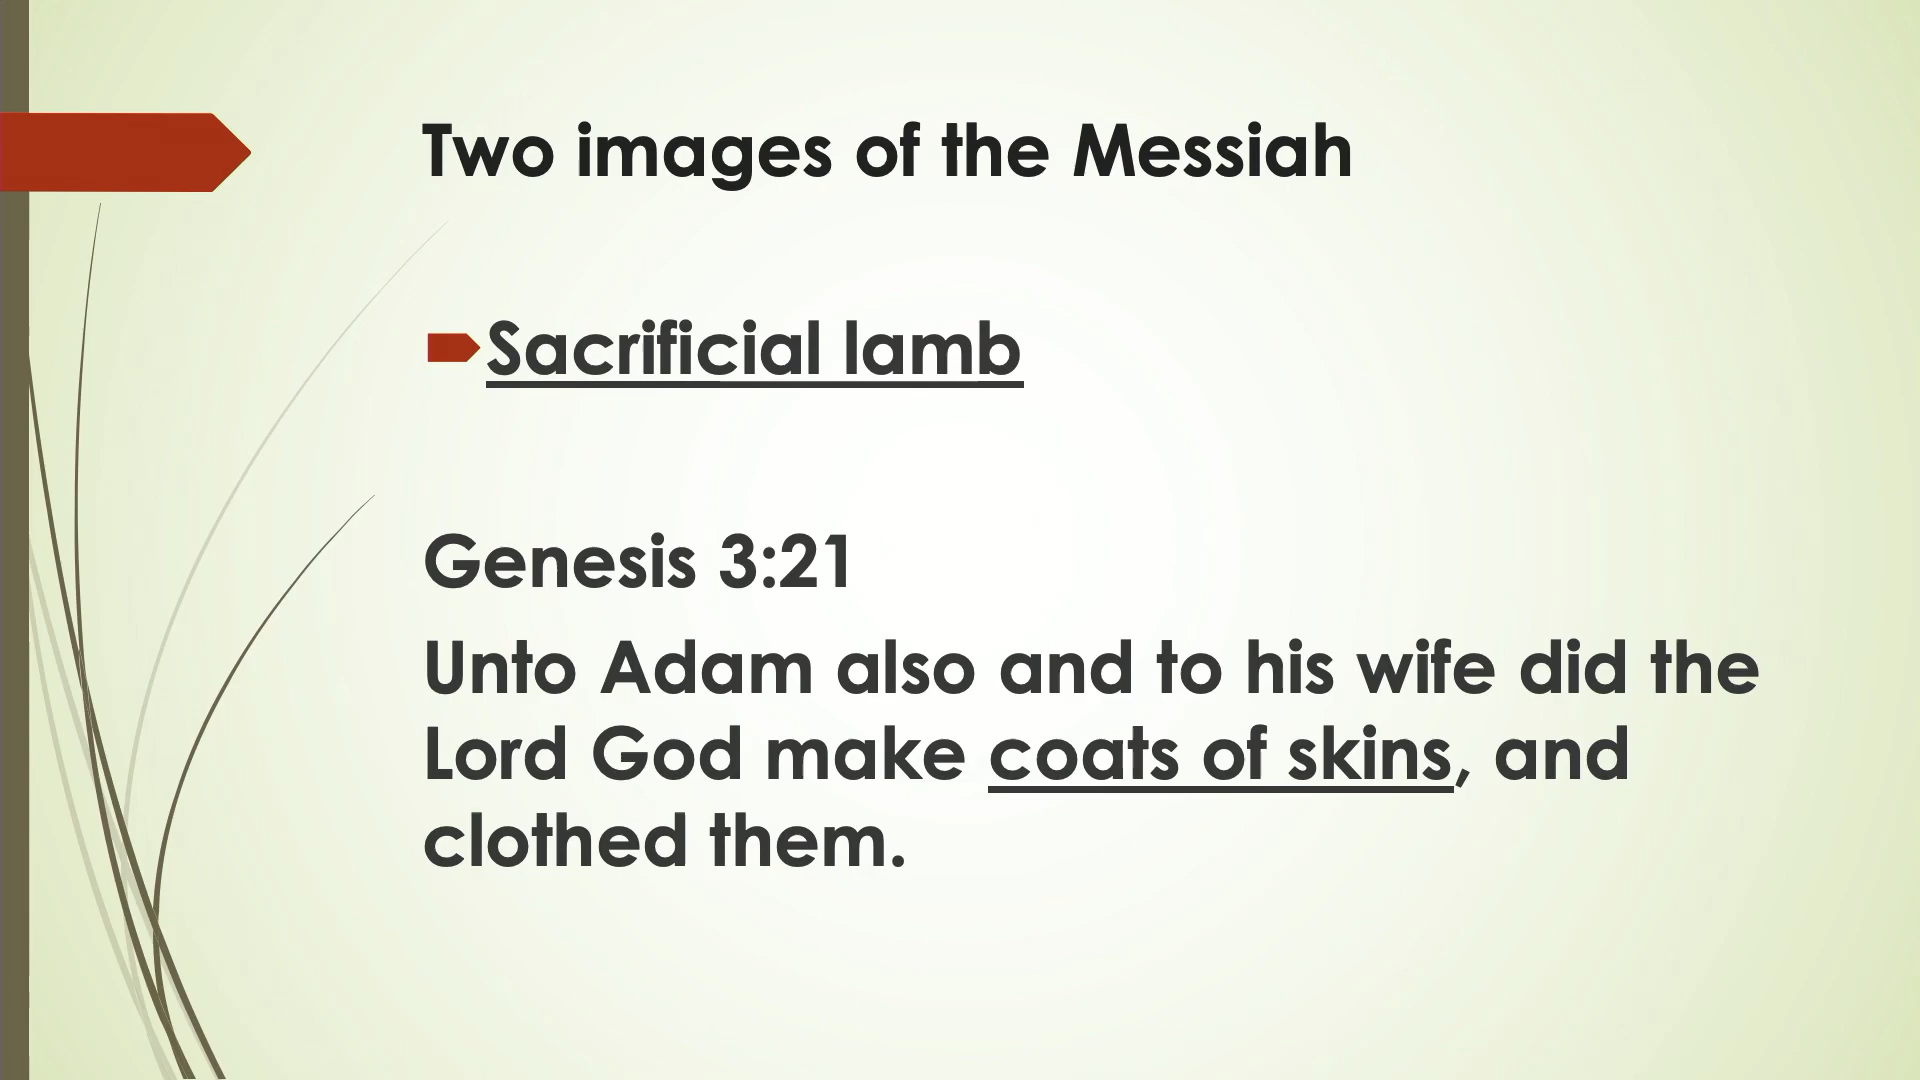 Two images of the Messiah
Sacrificial lamb
Genesis 3:21
Unto Adam also and to his wife did the
Lord God make coats of skins, and
clothed them.